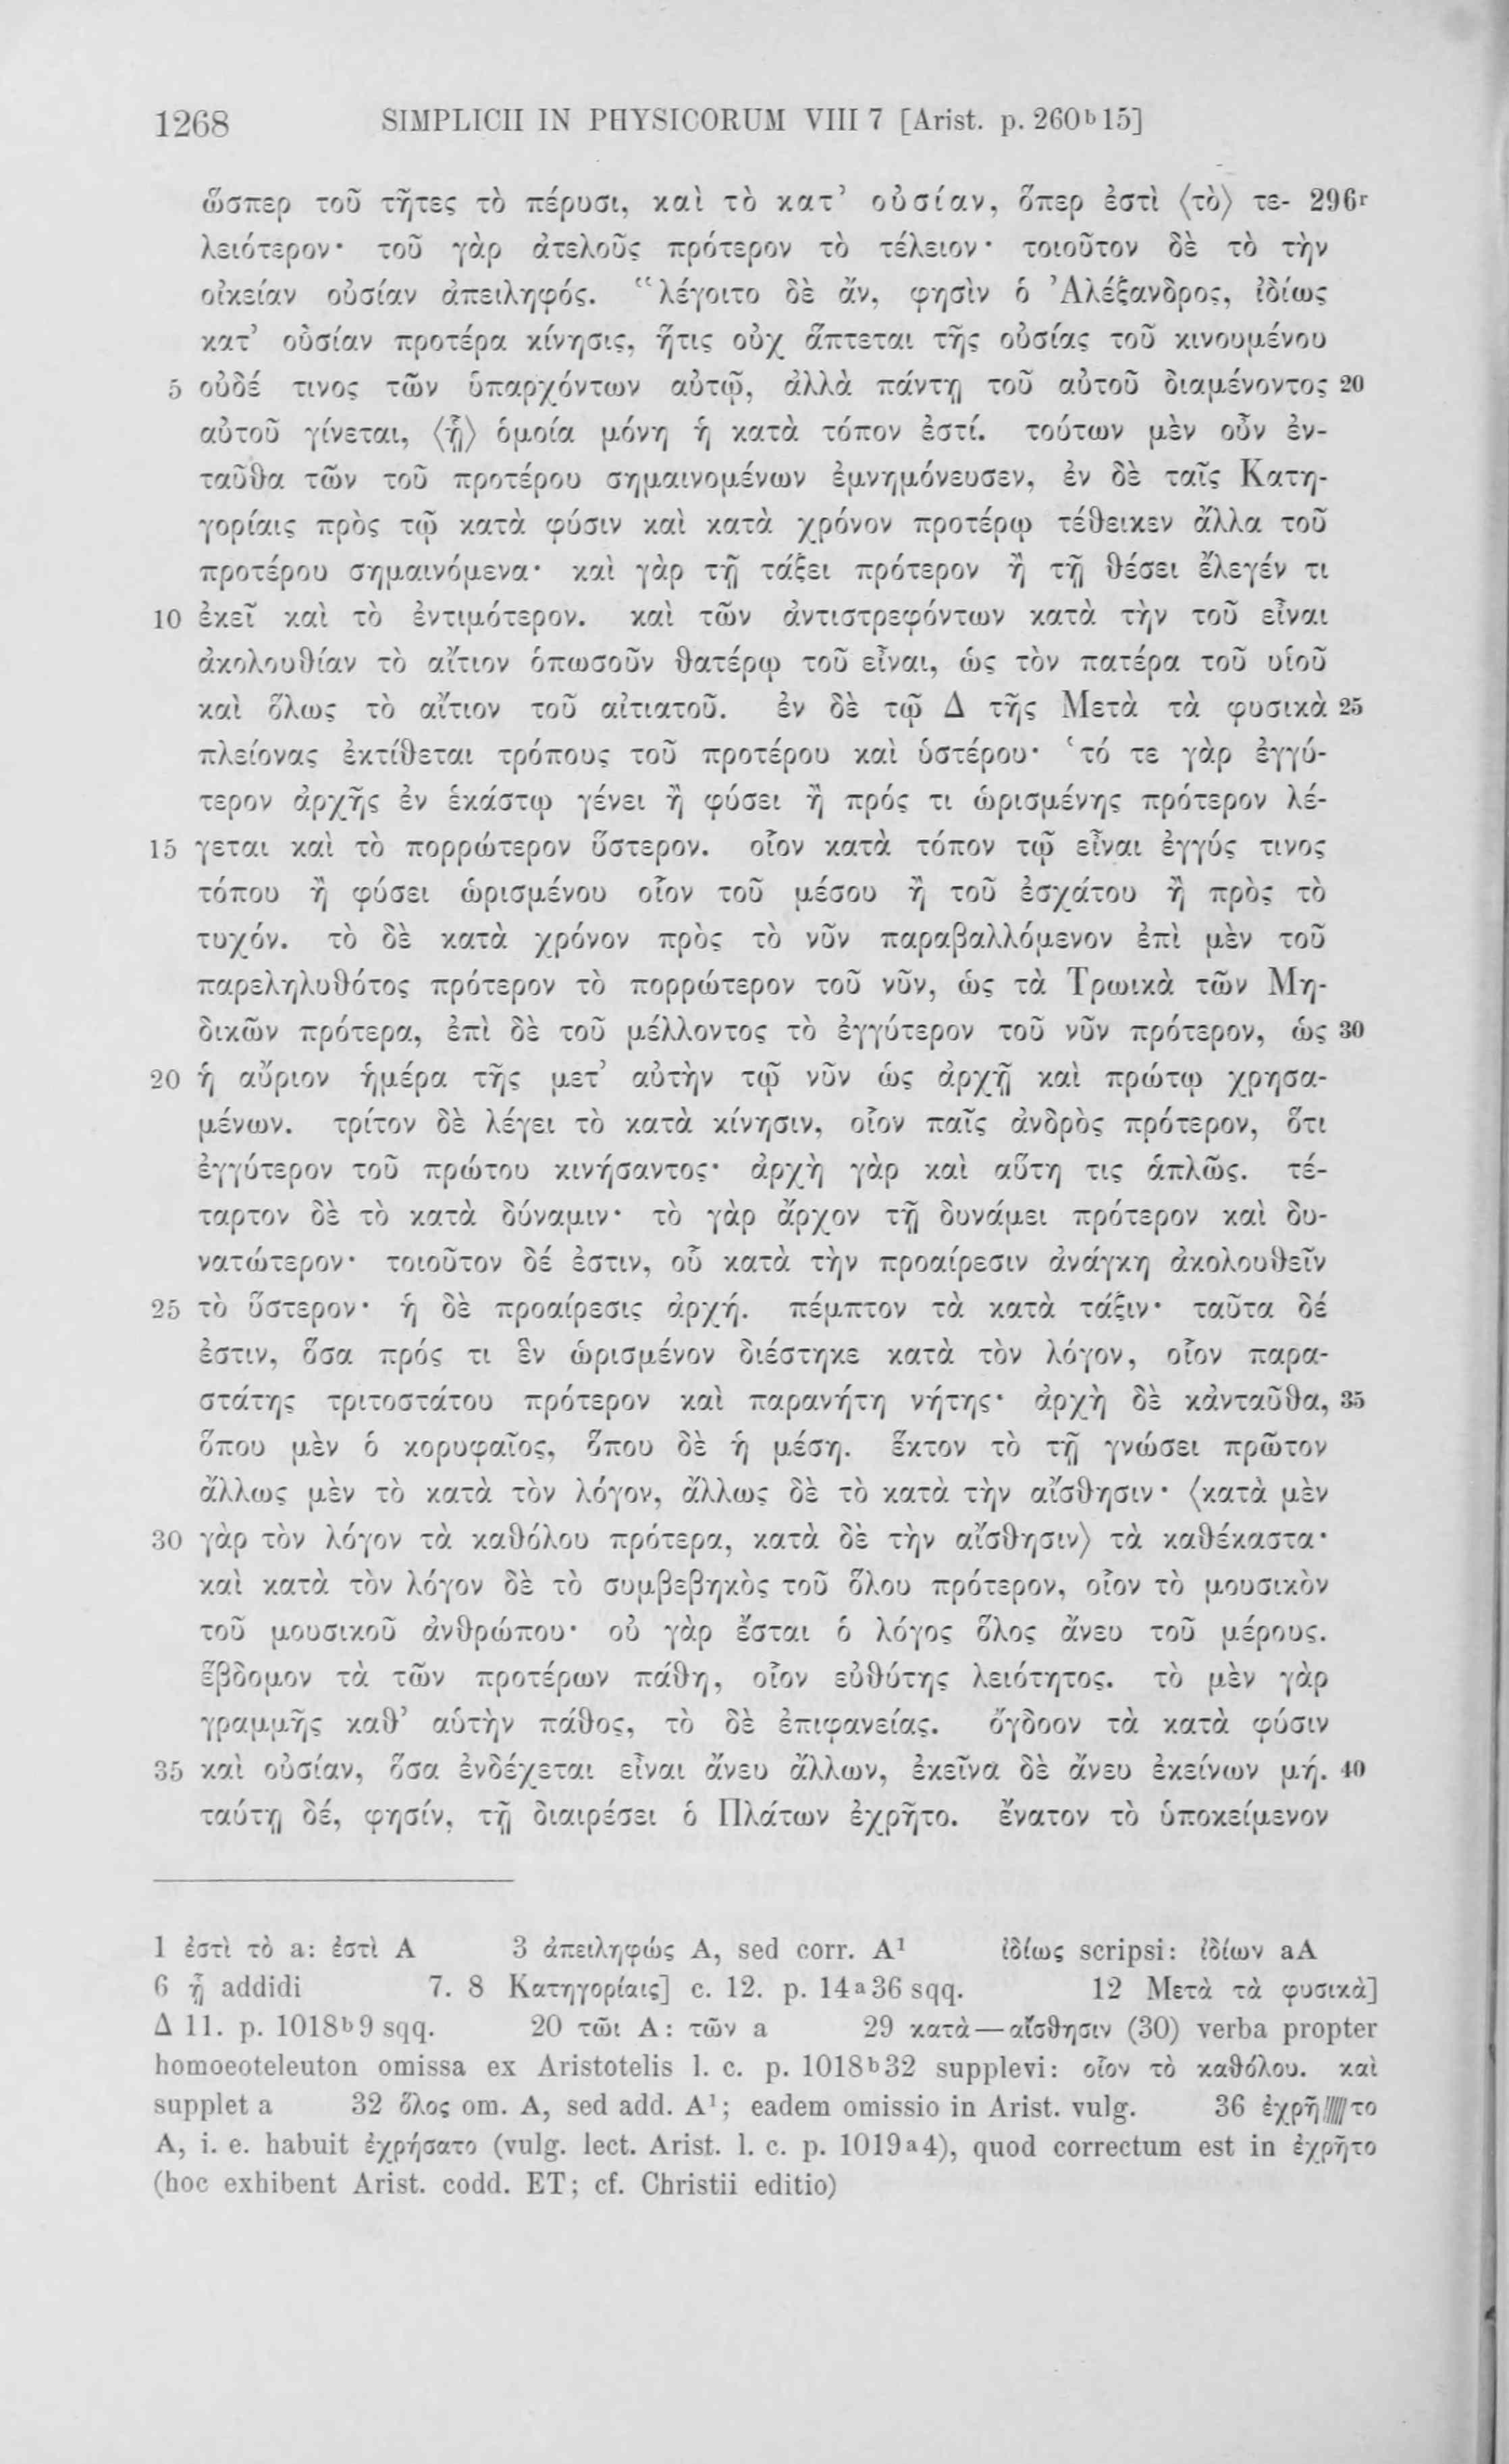 1268 SIMPLICII IN PHYSICORUM VIII 7 [Arist. p. 260ᵇ15]
ὥσπερ τοῦ τῆτες τὸ πέρυσι, καὶ τὸ κατ’ οὐσίαν, ὅπερ ἐστὶ ⟨τὸ⟩ τε- 296ʳ
λειότερον· τοῦ γὰρ ἀτελοῦς πρότερον τὸ τέλειον· τοιοῦτον δὲ τὸ τὴν
οἰκείαν οὐσίαν ἀπειληφός. “λέγοιτο δὲ ἄν, φησὶν ὁ Ἀλέξανδρος, ἰδίως
κατ’ οὐσίαν προτέρα κίνησις, ἥτις οὐχ ἅπτεται τῆς οὐσίας τοῦ κινουμένου
5 οὐδέ τινος τῶν ὑπαρχόντων αὐτῷ, ἀλλὰ πάντῃ τοῦ αὐτοῦ διαμένοντος 20
αὐτοῦ γίνεται, ⟨ᾗ⟩ ὁμοία μόνη ἡ κατὰ τόπον ἐστί. τούτων μὲν οὖν ἐν-
ταῦθα τῶν τοῦ προτέρου σημαινομένων ἐμνημόνευσεν, ἐν δὲ ταῖς Κατη-
γορίαις πρὸς τῷ κατὰ φύσιν καὶ κατὰ χρόνον προτέρῳ τέθεικεν ἄλλα τοῦ
προτέρου σημαινόμενα· καὶ γὰρ τῇ τάξει πρότερον ἢ τῇ θέσει ἔλεγέν τι
10 ἐκεῖ καὶ τὸ ἐντιμότερον. καὶ τῶν ἀντιστρεφόντων κατὰ τὴν τοῦ εἶναι
ἀκολουθίαν τὸ αἴτιον ὁπωσοῦν θατέρῳ τοῦ εἶναι, ὡς τὸν πατέρα τοῦ υἱοῦ
καὶ ὅλως τὸ αἴτιον τοῦ αἰτιατοῦ. ἐν δὲ τῷ Δ τῆς Μετὰ τὰ φυσικὰ 25
πλείονας ἐκτίθεται τρόπους τοῦ προτέρου καὶ ὑστέρου· ‘τό τε γὰρ ἐγγύ-
τερον ἀρχῆς ἐν ἑκάστῳ γένει ἢ φύσει ἢ πρός τι ὡρισμένης πρότερον λέ-
15 γεται καὶ τὸ πορρώτερον ὕστερον. οἷον κατὰ τόπον τῷ εἶναι ἐγγύς τινος
τόπου ἢ φύσει ὡρισμένου οἷον τοῦ μέσου ἢ τοῦ ἐσχάτου ἢ πρὸς τὸ
τυχόν. τὸ δὲ κατὰ χρόνον πρὸς τὸ νῦν παραβαλλόμενον ἐπὶ μὲν τοῦ
παρεληλυθότος πρότερον τὸ πορρώτερον τοῦ νῦν, ὡς τὰ Τρωικὰ τῶν Μη-
δικῶν πρότερα, ἐπὶ δὲ τοῦ μέλλοντος τὸ ἐγγύτερον τοῦ νῦν πρότερον, ὡς 30
20 ἡ αὔριον ἡμέρα τῆς μετ’ αὐτὴν τῷ νῦν ὡς ἀρχῇ καὶ πρώτῳ χρησα-
μένων. τρίτον δὲ λέγει τὸ κατὰ κίνησιν, οἷον παῖς ἀνδρὸς πρότερον, ὅτι
ἐγγύτερον τοῦ πρώτου κινήσαντος· ἀρχὴ γὰρ καὶ αὕτη τις ἁπλῶς. τέ-
ταρτον δὲ τὸ κατὰ δύναμιν· τὸ γὰρ ἄρχον τῇ δυνάμει πρότερον καὶ δυ-
νατώτερον· τοιοῦτον δέ ἐστιν, οὗ κατὰ τὴν προαίρεσιν ἀνάγκη ἀκολουθεῖν
25 τὸ ὕστερον· ἡ δὲ προαίρεσις ἀρχή. πέμπτον τὰ κατὰ τάξιν· ταῦτα δέ
ἐστιν, ὅσα πρός τι ἓν ὡρισμένον διέστηκε κατὰ τὸν λόγον, οἷον παρα-
στάτης τριτοστάτου πρότερον καὶ παρανήτη νήτης· ἀρχὴ δὲ κἀνταῦθα, 35
ὅπου μὲν ὁ κορυφαῖος, ὅπου δὲ ἡ μέση. ἕκτον τὸ τῇ γνώσει πρῶτον
ἄλλως μὲν τὸ κατὰ τὸν λόγον, ἄλλως δὲ τὸ κατὰ τὴν αἴσθησιν· ⟨κατὰ μὲν
30 γὰρ τὸν λόγον τὰ καθόλου πρότερα, κατὰ δὲ τὴν αἴσθησιν⟩ τὰ καθέκαστα·
καὶ κατὰ τὸν λόγον δὲ τὸ συμβεβηκὸς τοῦ ὅλου πρότερον, οἷον τὸ μουσικὸν
τοῦ μουσικοῦ ἀνθρώπου· οὐ γὰρ ἔσται ὁ λόγος ὅλος ἄνευ τοῦ μέρους.
ἕβδομον τὰ τῶν προτέρων πάθη, οἷον εὐθύτης λειότητος. τὸ μὲν γὰρ
γραμμῆς καθ’ αὑτὴν πάθος, τὸ δὲ ἐπιφανείας. ὄγδοον τὰ κατὰ φύσιν
35 καὶ οὐσίαν, ὅσα ἐνδέχεται εἶναι ἄνευ ἄλλων, ἐκεῖνα δὲ ἄνευ ἐκείνων μή. 40
ταύτῃ δέ, φησίν, τῇ διαιρέσει ὁ Πλάτων ἐχρῆτο. ἔνατον τὸ ὑποκείμενον
1 ἐστὶ τὸ a: ἐστὶ A 3 ἀπειληφώς A, sed corr. A¹ ἰδίως scripsi: ἰδίων aA
6 ᾗ addidi 7. 8 Κατηγορίαις] c. 12. p. 14ᵃ36 sqq. 12 Μετὰ τὰ φυσικὰ]
Δ 11. p. 1018ᵇ9 sqq. 20 τῶι A: τῶν a 29 κατὰ—αἴσθησιν (30) verba propter
homoeoteleuton omissa ex Aristotelis l. c. p. 1018ᵇ32 supplevi: οἷον τὸ καθόλου. καὶ
supplet a 32 ὅλος om. A, sed add. A¹; eadem omissio in Arist. vulg. 36 ἐχρῆ/////το
A, i. e. habuit ἐχρήσατο (vulg. lect. Arist. l. c. p. 1019ᵃ4), quod correctum est in ἐχρῆτο
(hoc exhibent Arist. codd. ET; cf. Christii editio)